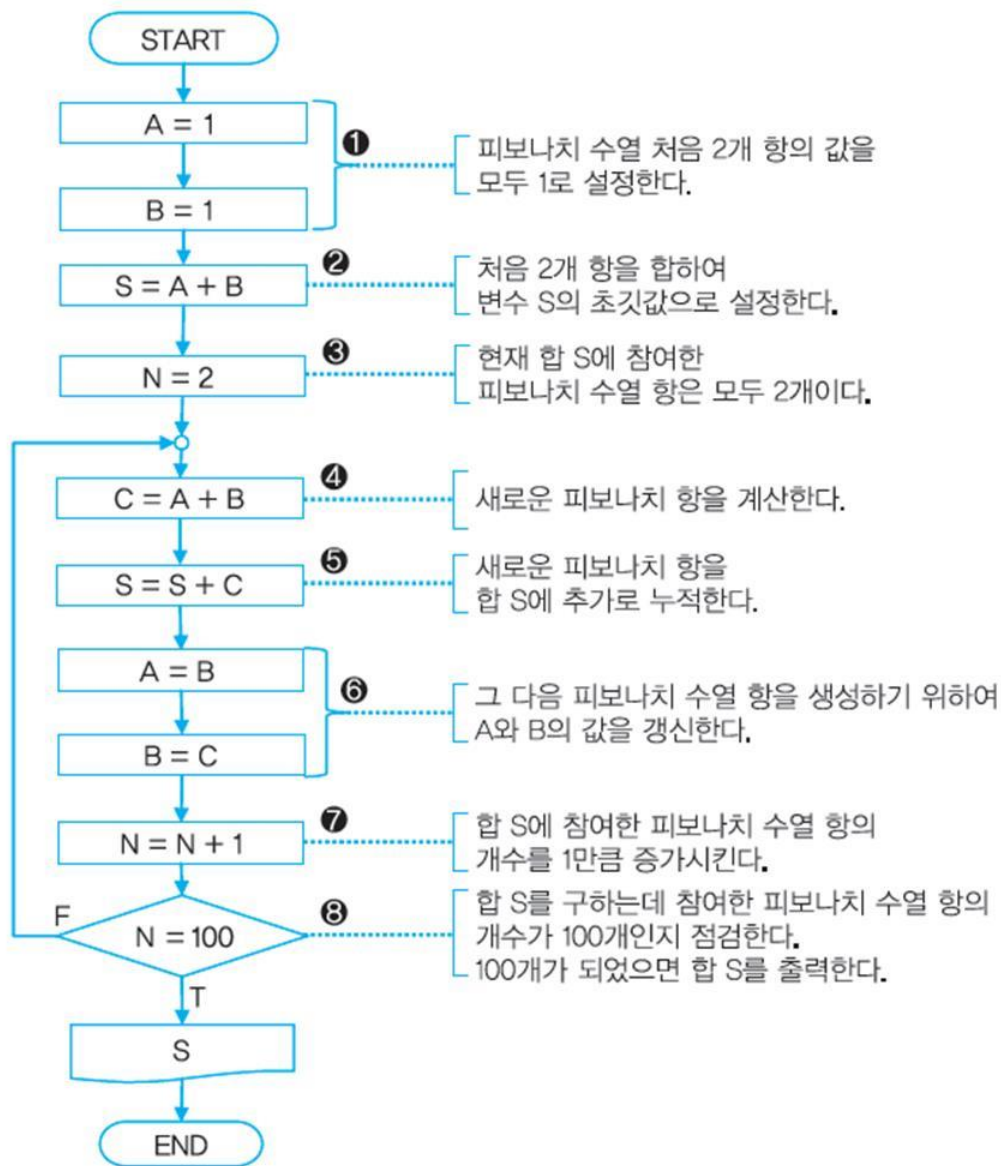 START
A = 1
B = 1
❶
피보나치 수열 처음 2개 항의 값을
모두 1로 설정한다.
S = A + B
❷
처음 2개 항을 합하여
변수 S의 초깃값으로 설정한다.
N = 2
❸
현재 합 S에 참여한
피보나치 수열 항은 모두 2개이다.
C = A + B
❹
새로운 피보나치 항을 계산한다.
S = S + C
❺
새로운 피보나치 항을
합 S에 추가로 누적한다.
A = B
B = C
❻
그 다음 피보나치 수열 항을 생성하기 위하여
A와 B의 값을 갱신한다.
N = N + 1
❼
합 S에 참여한 피보나치 수열 항의
개수를 1만큼 증가시킨다.
F
N = 100
❽
합 S를 구하는데 참여한 피보나치 수열 항의
개수가 100개인지 점검한다.
100개가 되었으면 합 S를 출력한다.
T
S
END